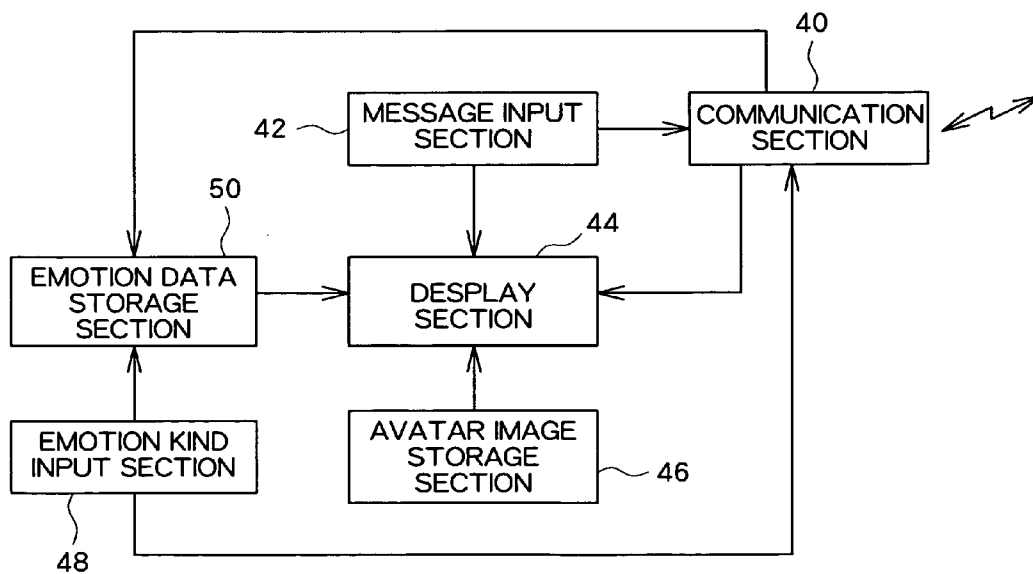 40
COMMUNICATION
SECTION
42
MESSAGE INPUT
SECTION
50
EMOTION DATA
STORAGE
SECTION
44
DESPLAY
SECTION
EMOTION KIND
INPUT SECTION
48
AVATAR IMAGE
STORAGE
SECTION
46